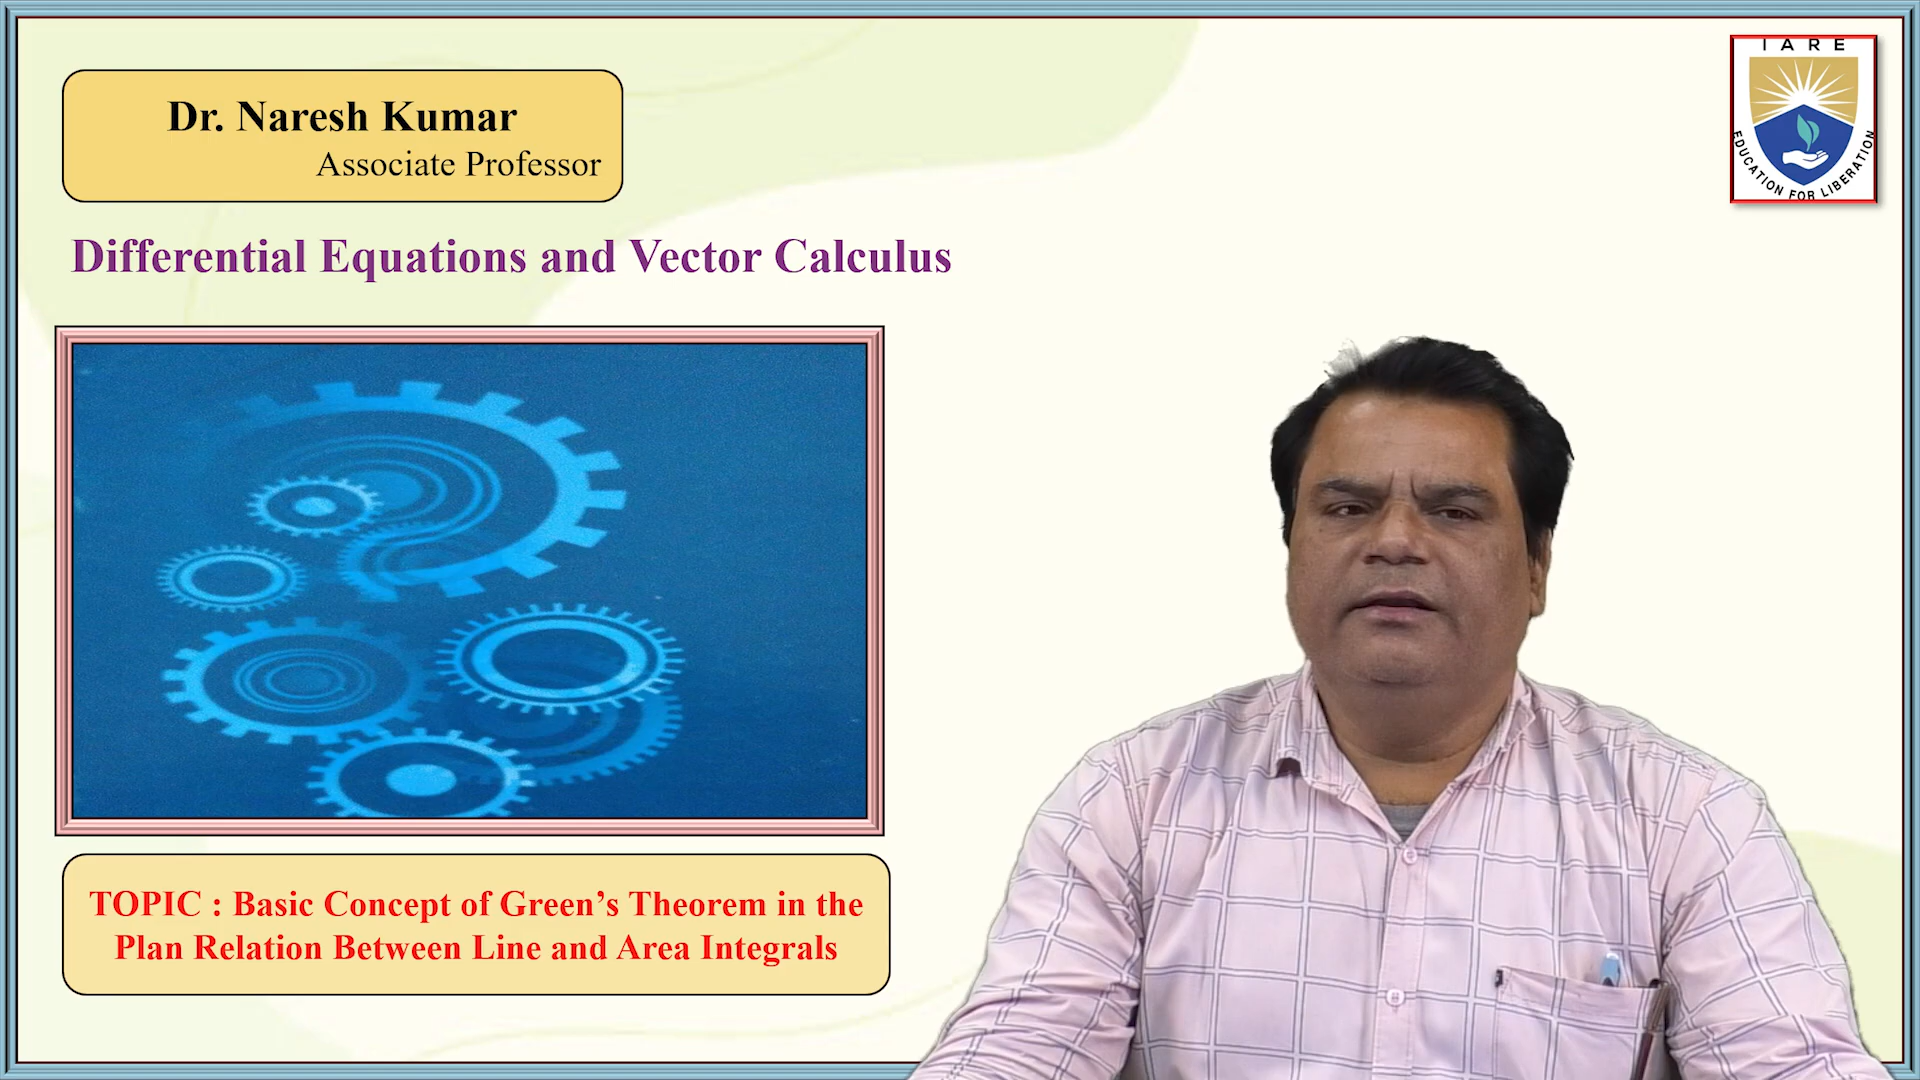 Dr. Naresh Kumar
Associate Professor
I A R E
EDUCATION FOR LIBERATION
Differential Equations and Vector Calculus
TOPIC : Basic Concept of Green’s Theorem in the
Plan Relation Between Line and Area Integrals